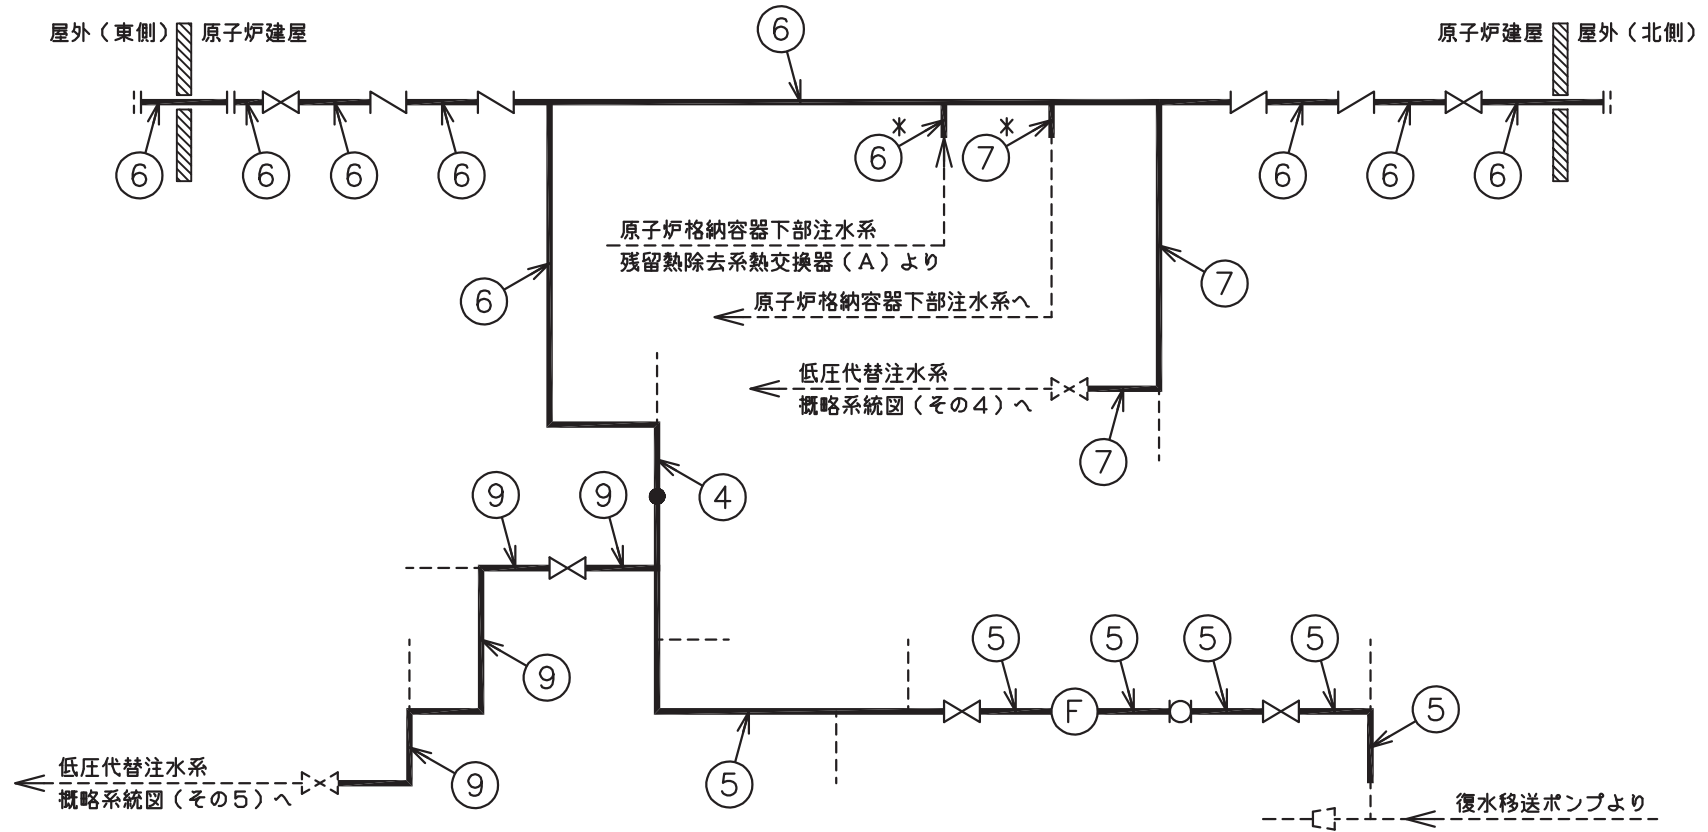 屋外（東側）
原子炉建屋
6
原子炉建屋
屋外（北側）
6
6
6
6
※
6
※
7
6
6
6
原子炉格納容器下部注水系
残留熱除去系熱交換器（A）より
6
7
原子炉格納容器下部注水系へ
低圧代替注水系
概略系統図（その4）へ
7
9
9
4
9
5
5
5
5
5
F
低圧代替注水系
概略系統図（その5）へ
9
5
復水移送ポンプより